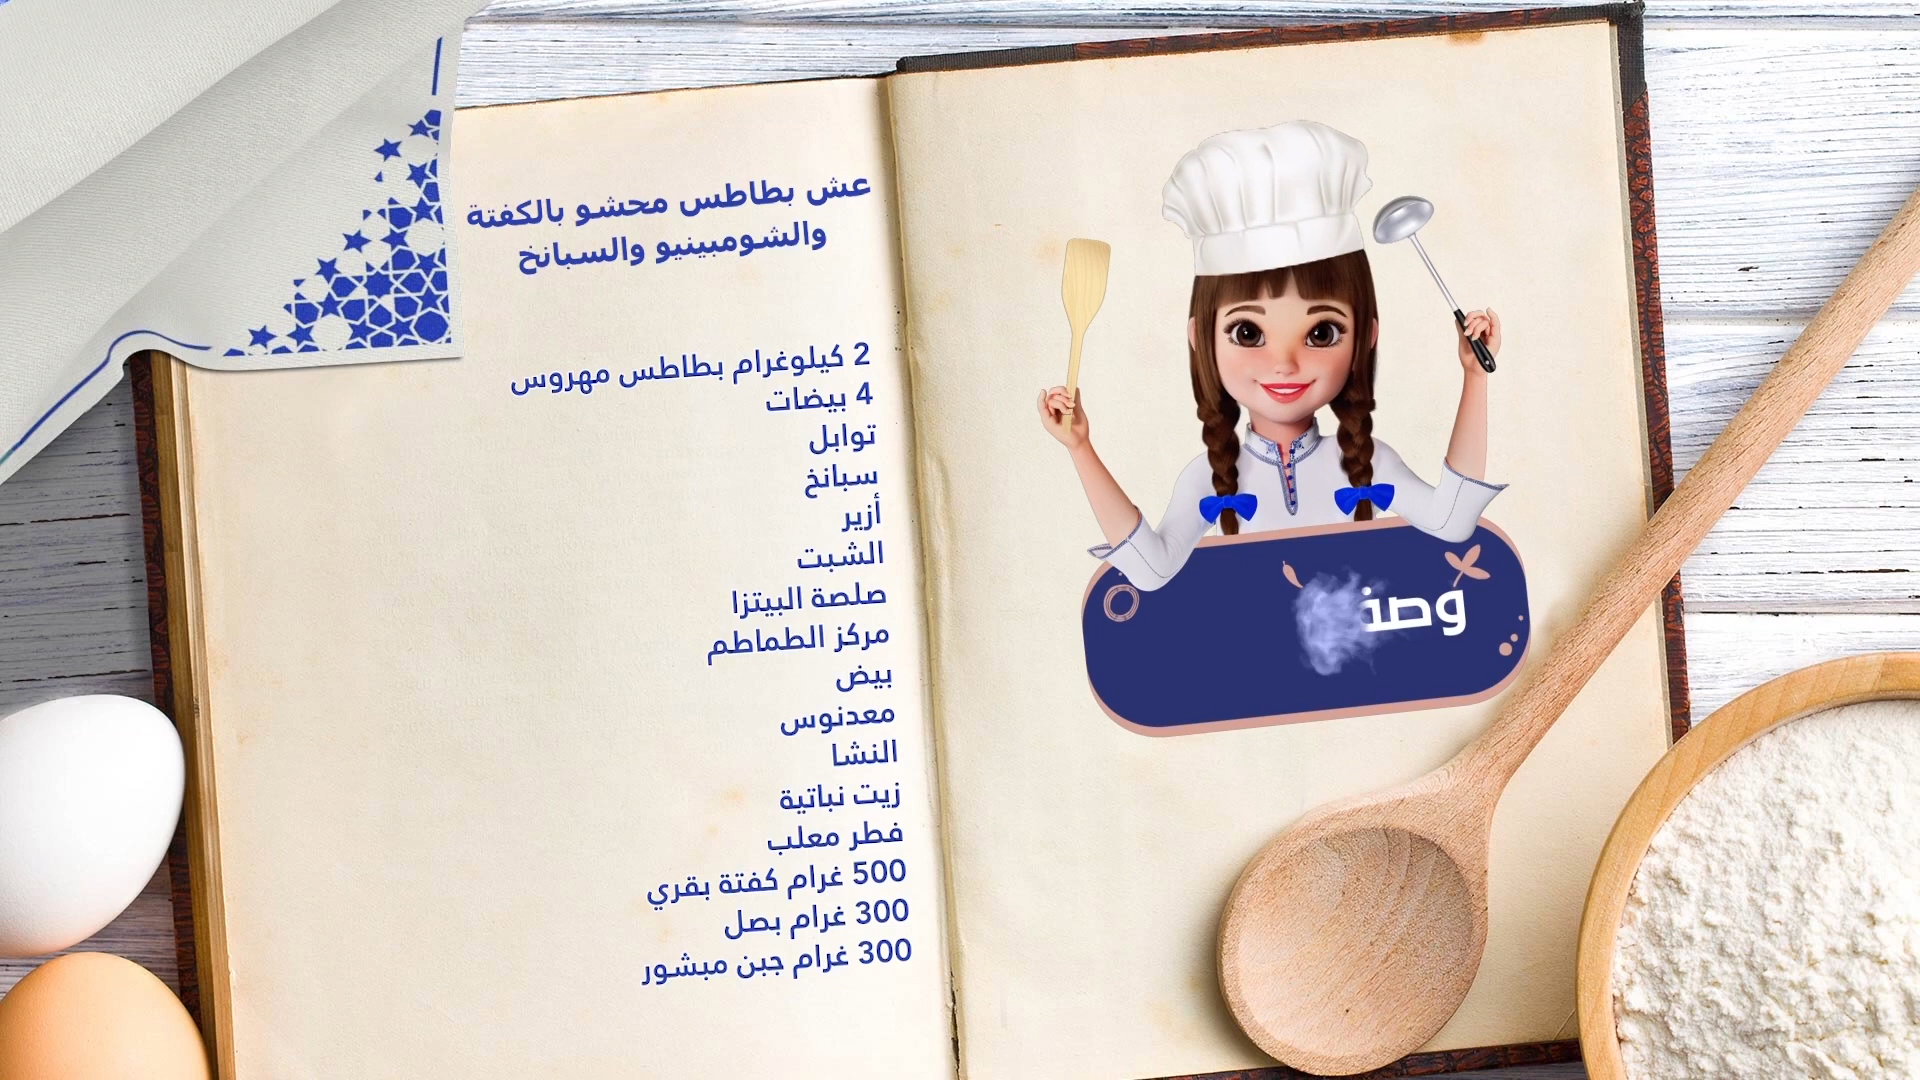 عش بطاطس محشو بالكفتة
والشومبينيو والسبانخ
2 كيلوغرام بطاطس مهروس
4 بيضات
توابل
سبانخ
أزير
الشبت
صلصة البيتزا
مركز الطماطم
بيض
معدنوس
النشا
زيت نباتية
فطر معلب
500 غرام كفتة بقري
300 غرام بصل
300 غرام جبن مبشور